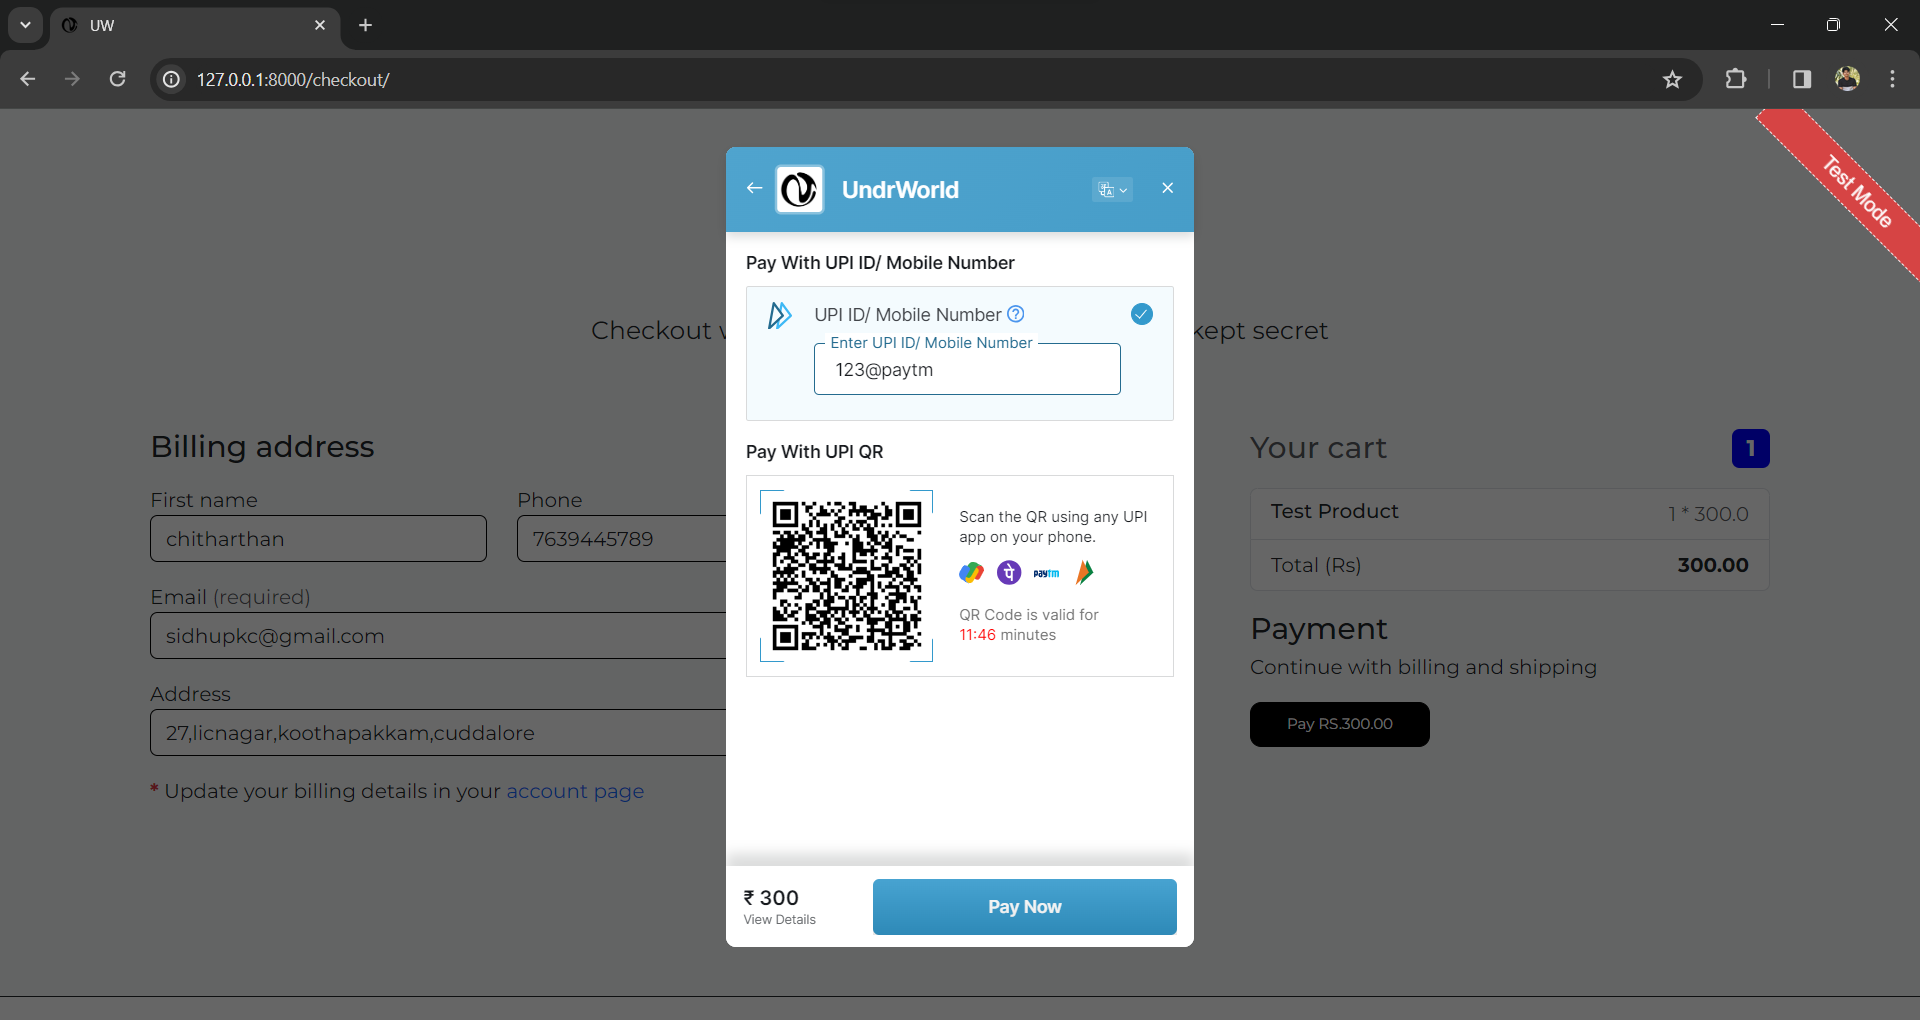 UW
127.0.0.1:8000/checkout/
Test Mode
UndrWorld
Pay With UPI ID/ Mobile Number
UPI ID/ Mobile Number
Enter UPI ID/ Mobile Number
123@paytm
Pay With UPI QR
Scan the QR using any UPI
app on your phone.
paytm
QR Code is valid for
11:46 minutes
₹ 300
View Details
Pay Now
Checkout
kept secret
Billing address
First name
Phone
chitharthan
7639445789
Email (required)
sidhupkc@gmail.com
Address
27,licnagar,koothapakkam,cuddalore
* Update your billing details in your account page
Your cart
1
Test Product
1 * 300.0
Total (Rs)
300.00
Payment
Continue with billing and shipping
Pay RS.300.00